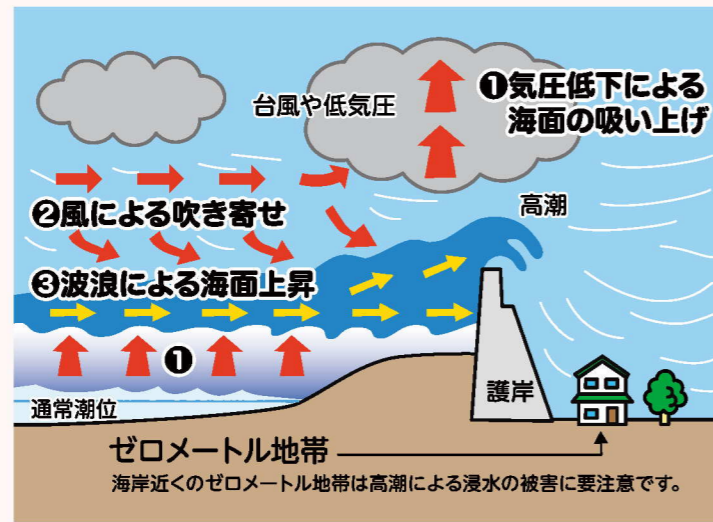 台風や低気圧
❶気圧低下による
海面の吸い上げ
❷風による吹き寄せ
高潮
❸波浪による海面上昇
❶
護岸
通常潮位
ゼロメートル地帯
海岸近くのゼロメートル地帯は高潮による浸水の被害に要注意です。